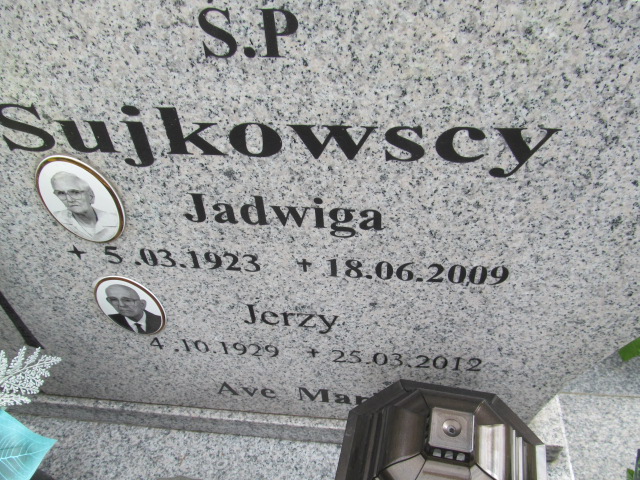 S.P
Sujkowscy
Jadwiga
+ 5.03.1923 + 18.06.2009
Jerzy
4.10.1929 + 25.03.2012
Ave